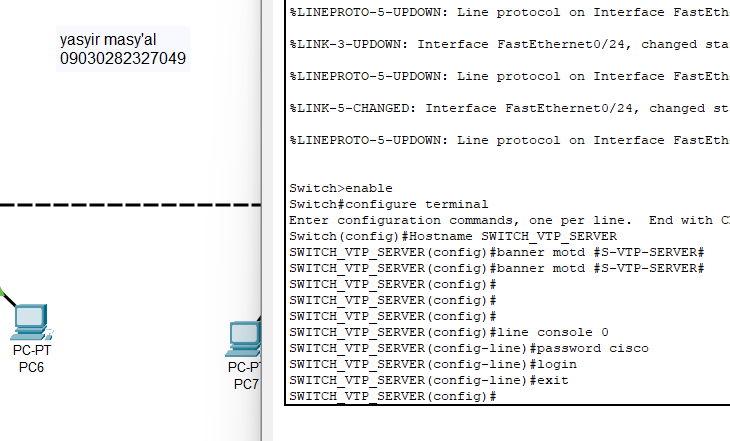 yasyir masy'al
09030282327049
PC-PT
PC6
PC-P
PC7
%LINEPROTO-5-UPDOWN: Line protocol on Interface FastEth
%LINK-3-UPDOWN: Interface FastEthernet0/24, changed sta
%LINEPROTO-5-UPDOWN: Line protocol on Interface FastEth
%LINK-5-CHANGED: Interface FastEthernet0/24, changed st
%LINEPROTO-5-UPDOWN: Line protocol on Interface FastEth
Switch>enable
Switch#configure terminal
Enter configuration commands, one per line.  End with C
Switch(config)#Hostname SWITCH_VTP_SERVER
SWITCH_VTP_SERVER(config)#banner motd #S-VTP-SERVER#
SWITCH_VTP_SERVER(config)#banner motd #S-VTP-SERVER#
SWITCH_VTP_SERVER(config)#
SWITCH_VTP_SERVER(config)#
SWITCH_VTP_SERVER(config)#
SWITCH_VTP_SERVER(config)#line console 0
SWITCH_VTP_SERVER(config-line)#password cisco
SWITCH_VTP_SERVER(config-line)#login
SWITCH_VTP_SERVER(config-line)#exit
SWITCH_VTP_SERVER(config)#